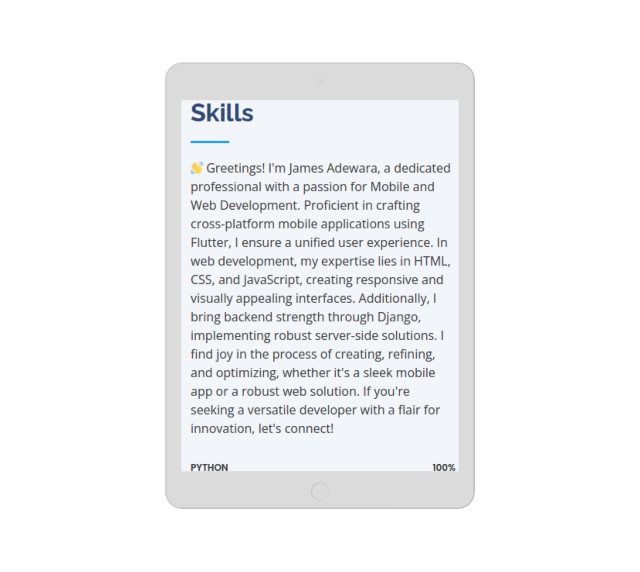 Skills
👋 Greetings! I'm James Adewara, a dedicated
professional with a passion for Mobile and
Web Development. Proficient in crafting
cross-platform mobile applications using
Flutter, I ensure a unified user experience. In
web development, my expertise lies in HTML,
CSS, and JavaScript, creating responsive and
visually appealing interfaces. Additionally, I
bring backend strength through Django,
implementing robust server-side solutions. I
find joy in the process of creating, refining,
and optimizing, whether it's a sleek mobile
app or a robust web solution. If you're
seeking a versatile developer with a flair for
innovation, let's connect!
PYTHON 100%